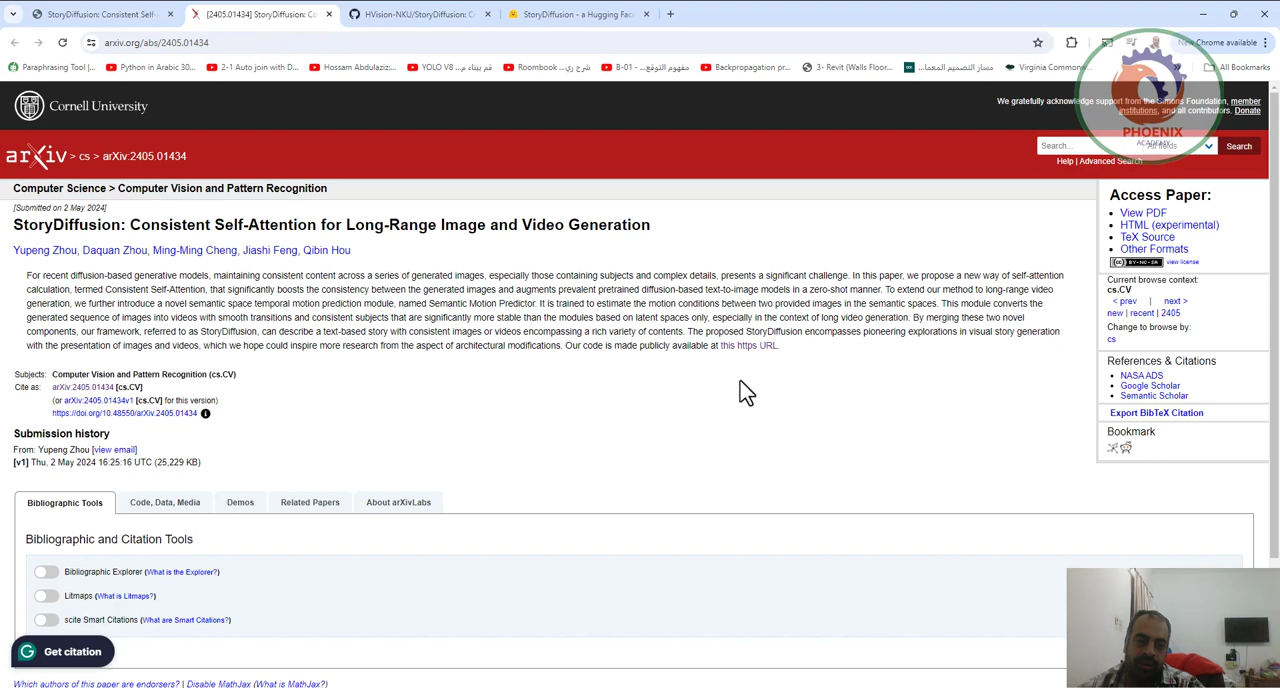 StoryDiffusion: Consistent Self-
[2405.01434] StoryDiffusion: Co
HVision-NKU/StoryDiffusion: C
StoryDiffusion - a Hugging Face
arxiv.org/abs/2405.01434
New Chrome available
Paraphrasing Tool |...
Python in Arabic 30...
2-1 Auto join with D...
Hossam Abdulaziz:...
YOLO V8... قم بناء م
Roombook ... شرح ري
B-01 - مفهوم التوقع...
Backpropagation pr...
3- Revit (Walls Floor...
مسار التصميم المعما...
Virginia Commonw...
All Bookmarks
Cornell University
We gratefully acknowledge support from the Simons Foundation, member
institutions, and all contributors. Donate
PHOENIX
ACADEMY
arXiv > cs > arXiv:2405.01434
Search...
All fields
Search
Help | Advanced Search
Computer Science > Computer Vision and Pattern Recognition
[Submitted on 2 May 2024]
StoryDiffusion: Consistent Self-Attention for Long-Range Image and Video Generation
Yupeng Zhou, Daquan Zhou, Ming-Ming Cheng, Jiashi Feng, Qibin Hou
For recent diffusion-based generative models, maintaining consistent content across a series of generated images, especially those containing subjects and complex details, presents a significant challenge. In this paper, we propose a new way of self-attention
calculation, termed Consistent Self-Attention, that significantly boosts the consistency between the generated images and augments prevalent pretrained diffusion-based text-to-image models in a zero-shot manner. To extend our method to long-range video
generation, we further introduce a novel semantic space temporal motion prediction module, named Semantic Motion Predictor. It is trained to estimate the motion conditions between two provided images in the semantic spaces. This module converts the
generated sequence of images into videos with smooth transitions and consistent subjects that are significantly more stable than the modules based on latent spaces only, especially in the context of long video generation. By merging these two novel
components, our framework, referred to as StoryDiffusion, can describe a text-based story with consistent images or videos encompassing a rich variety of contents. The proposed StoryDiffusion encompasses pioneering explorations in visual story generation
with the presentation of images and videos, which we hope could inspire more research from the aspect of architectural modifications. Our code is made publicly available at this https URL.
Subjects: Computer Vision and Pattern Recognition (cs.CV)
Cite as: arXiv:2405.01434 [cs.CV]
(or arXiv:2405.01434v1 [cs.CV] for this version)
https://doi.org/10.48550/arXiv.2405.01434
Submission history
From: Yupeng Zhou [view email]
[v1] Thu, 2 May 2024 16:25:16 UTC (25,229 KB)
Access Paper:
View PDF
HTML (experimental)
TeX Source
Other Formats
(cc) BY-NC-SA view license
Current browse context:
cs.CV
< prev | next >
new | recent | 2405
Change to browse by:
cs
References & Citations
NASA ADS
Google Scholar
Semantic Scholar
Export BibTeX Citation
Bookmark
Bibliographic Tools
Code, Data, Media
Demos
Related Papers
About arXivLabs
Bibliographic and Citation Tools
Bibliographic Explorer (What is the Explorer?)
Litmaps (What is Litmaps?)
scite Smart Citations (What are Smart Citations?)
Get citation
Which authors of this paper are endorsers? | Disable MathJax (What is MathJax?)